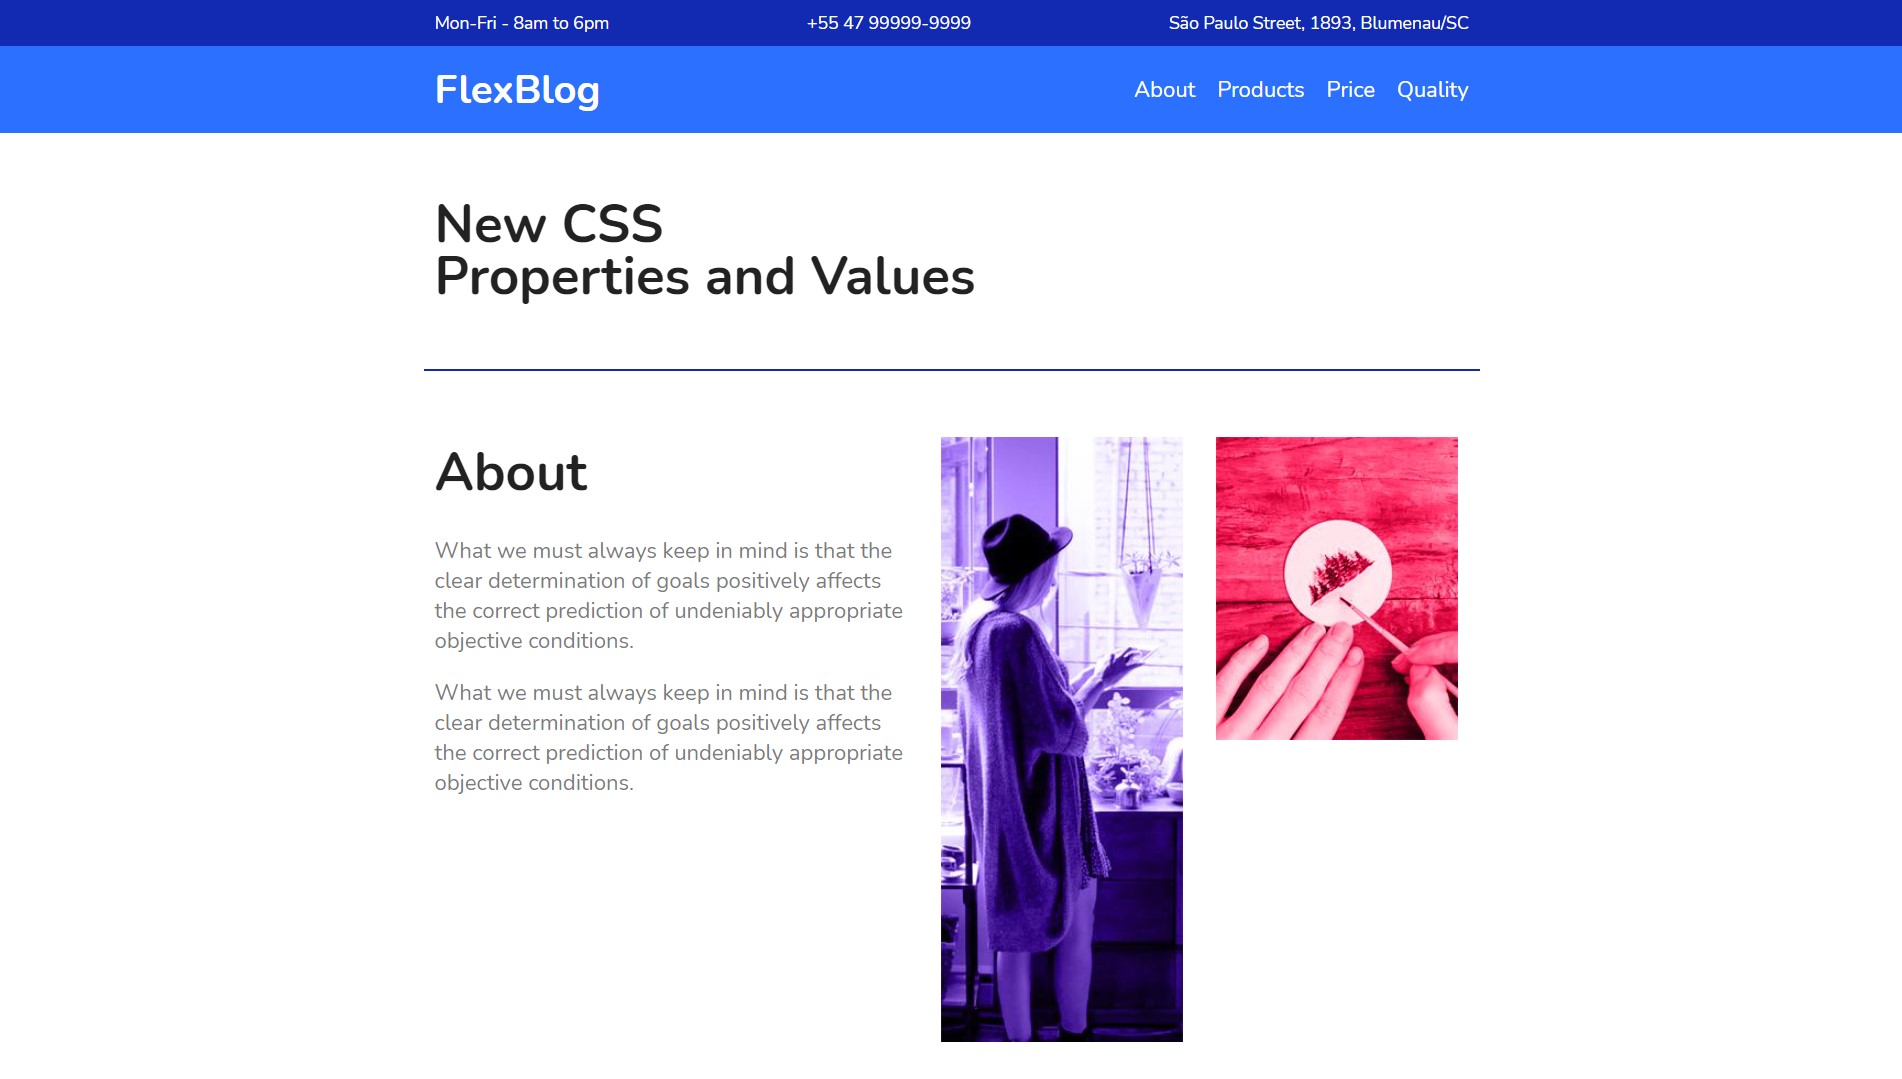 Mon-Fri - 8am to 6pm
+55 47 99999-9999
São Paulo Street, 1893, Blumenau/SC
FlexBlog
About
Products
Price
Quality
New CSS
Properties and Values
About
What we must always keep in mind is that the
clear determination of goals positively affects
the correct prediction of undeniably appropriate
objective conditions.
What we must always keep in mind is that the
clear determination of goals positively affects
the correct prediction of undeniably appropriate
objective conditions.